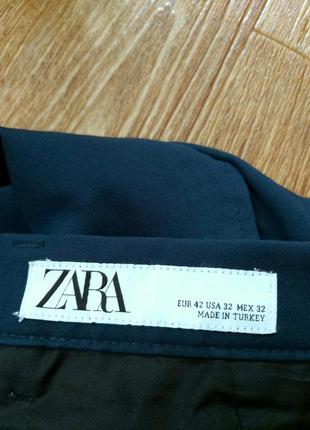 ZARA
EUR 42 USA 32 MEX 32
MADE IN TURKEY